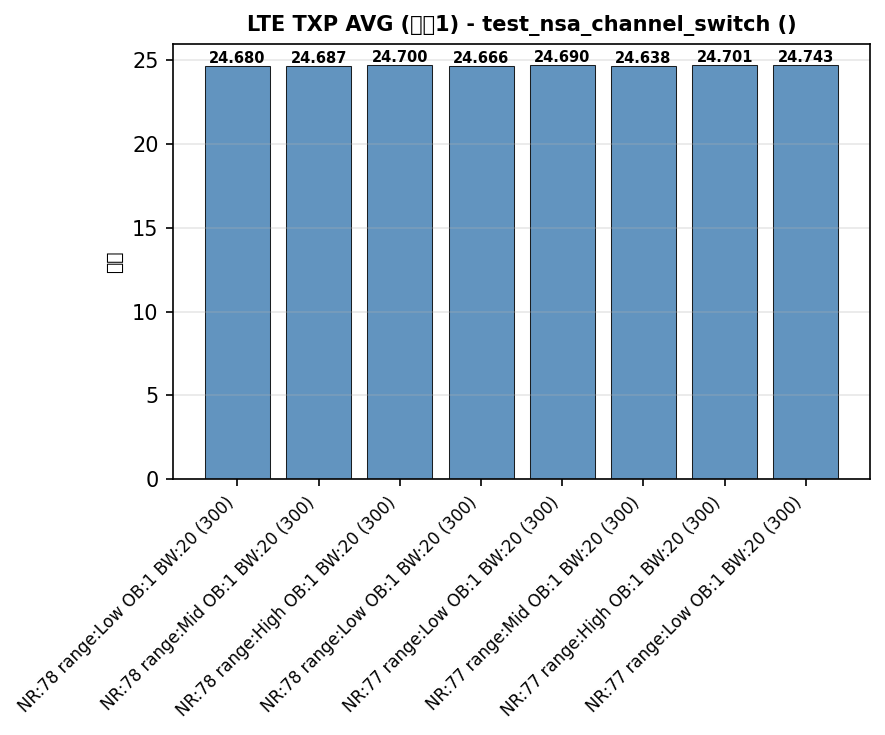 LTE TXP AVG (1) - test_nsa_channel_switch ()
24.680 24.687 24.700 24.666 24.690 24.638 24.701 24.743
25
20
15
10
5
0
NR:78 range:Low OB:1 BW:20 (300)
NR:78 range:Mid OB:1 BW:20 (300)
NR:78 range:High OB:1 BW:20 (300)
NR:78 range:Low OB:1 BW:20 (300)
NR:77 range:Low OB:1 BW:20 (300)
NR:77 range:Mid OB:1 BW:20 (300)
NR:77 range:High OB:1 BW:20 (300)
NR:77 range:Low OB:1 BW:20 (300)